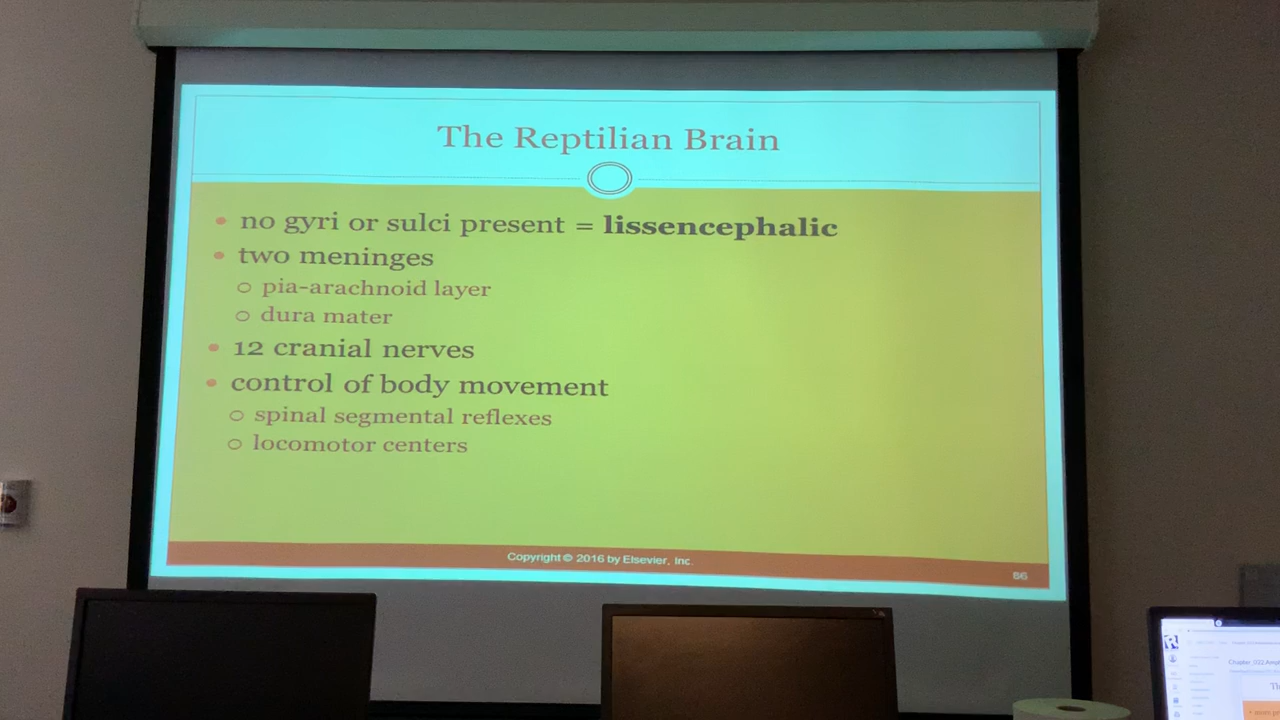 The Reptilian Brain
• no gyri or sulci present = lissencephalic
• two meninges
○ pia-arachnoid layer
○ dura mater
• 12 cranial nerves
• control of body movement
○ spinal segmental reflexes
○ locomotor centers
Copyright © 2016 by Elsevier, Inc.